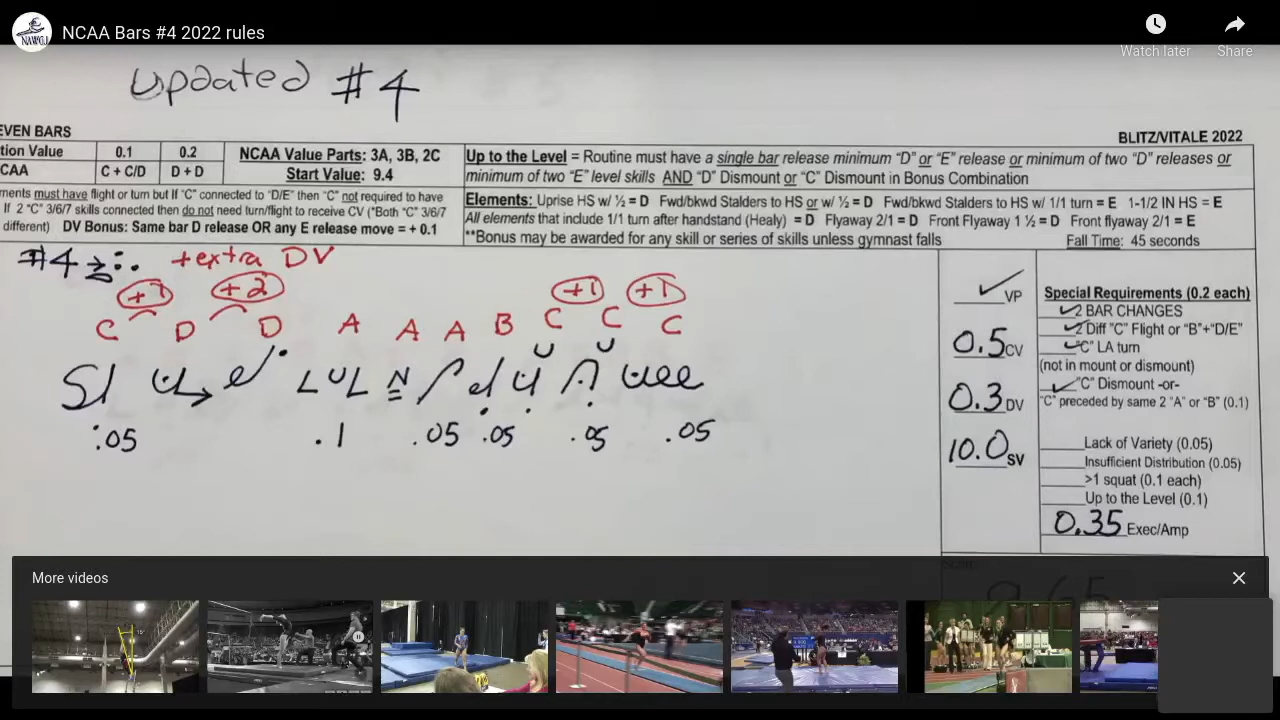 NCAA Bars #4 2022 rules
Watch later
Share
updated #4
EVEN BARS
BLITZ/VITALE 2022
tion Value 0.1 0.2
CAA C + C/D D + D
NCAA Value Parts: 3A, 3B, 2C
Start Value: 9.4
Up to the Level = Routine must have a single bar release minimum "D" or "E" release or minimum of two "D" releases or
minimum of two "E" level skills AND "D" Dismount or "C" Dismount in Bonus Combination
ments must have flight or turn but If "C" connected to "D/E" then "C" not required to have
If 2 "C" 3/6/7 skills connected then do not need turn/flight to receive CV (*Both "C" 3/6/7
different) DV Bonus: Same bar D release OR any E release move = + 0.1
Elements: Uprise HS w/ ½ = D Fwd/bkwd Stalders to HS or w/ ½ = D Fwd/bkwd Stalders to HS w/ 1/1 turn = E 1-1/2 IN HS = E
All elements that include 1/1 turn after handstand (Healy) = D Flyaway 2/1 = D Front Flyaway 1 ½ = D Front flyaway 2/1 = E
**Bonus may be awarded for any skill or series of skills unless gymnast falls
Fall Time: 45 seconds
#4 +extra DV
+1 +2 +1 +1
C D D A A A B C C C
.05 .1 .05 .05 .05 .05
VP
0.5 CV
0.3 DV
10.0 SV
Special Requirements (0.2 each)
2 BAR CHANGES
2 Diff "C" Flight or "B"+"D/E"
"C" LA turn
(not in mount or dismount)
"C" Dismount -or-
"C" preceded by same 2 "A" or "B" (0.1)
Lack of Variety (0.05)
Insufficient Distribution (0.05)
>1 squat (0.1 each)
Up to the Level (0.1)
0.35 Exec/Amp
9.65
More videos